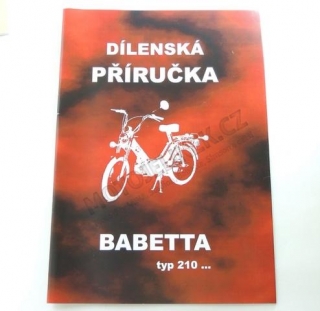 DÍLENSKÁ
PŘÍRUČKA
BABETTA
typ 210 ...